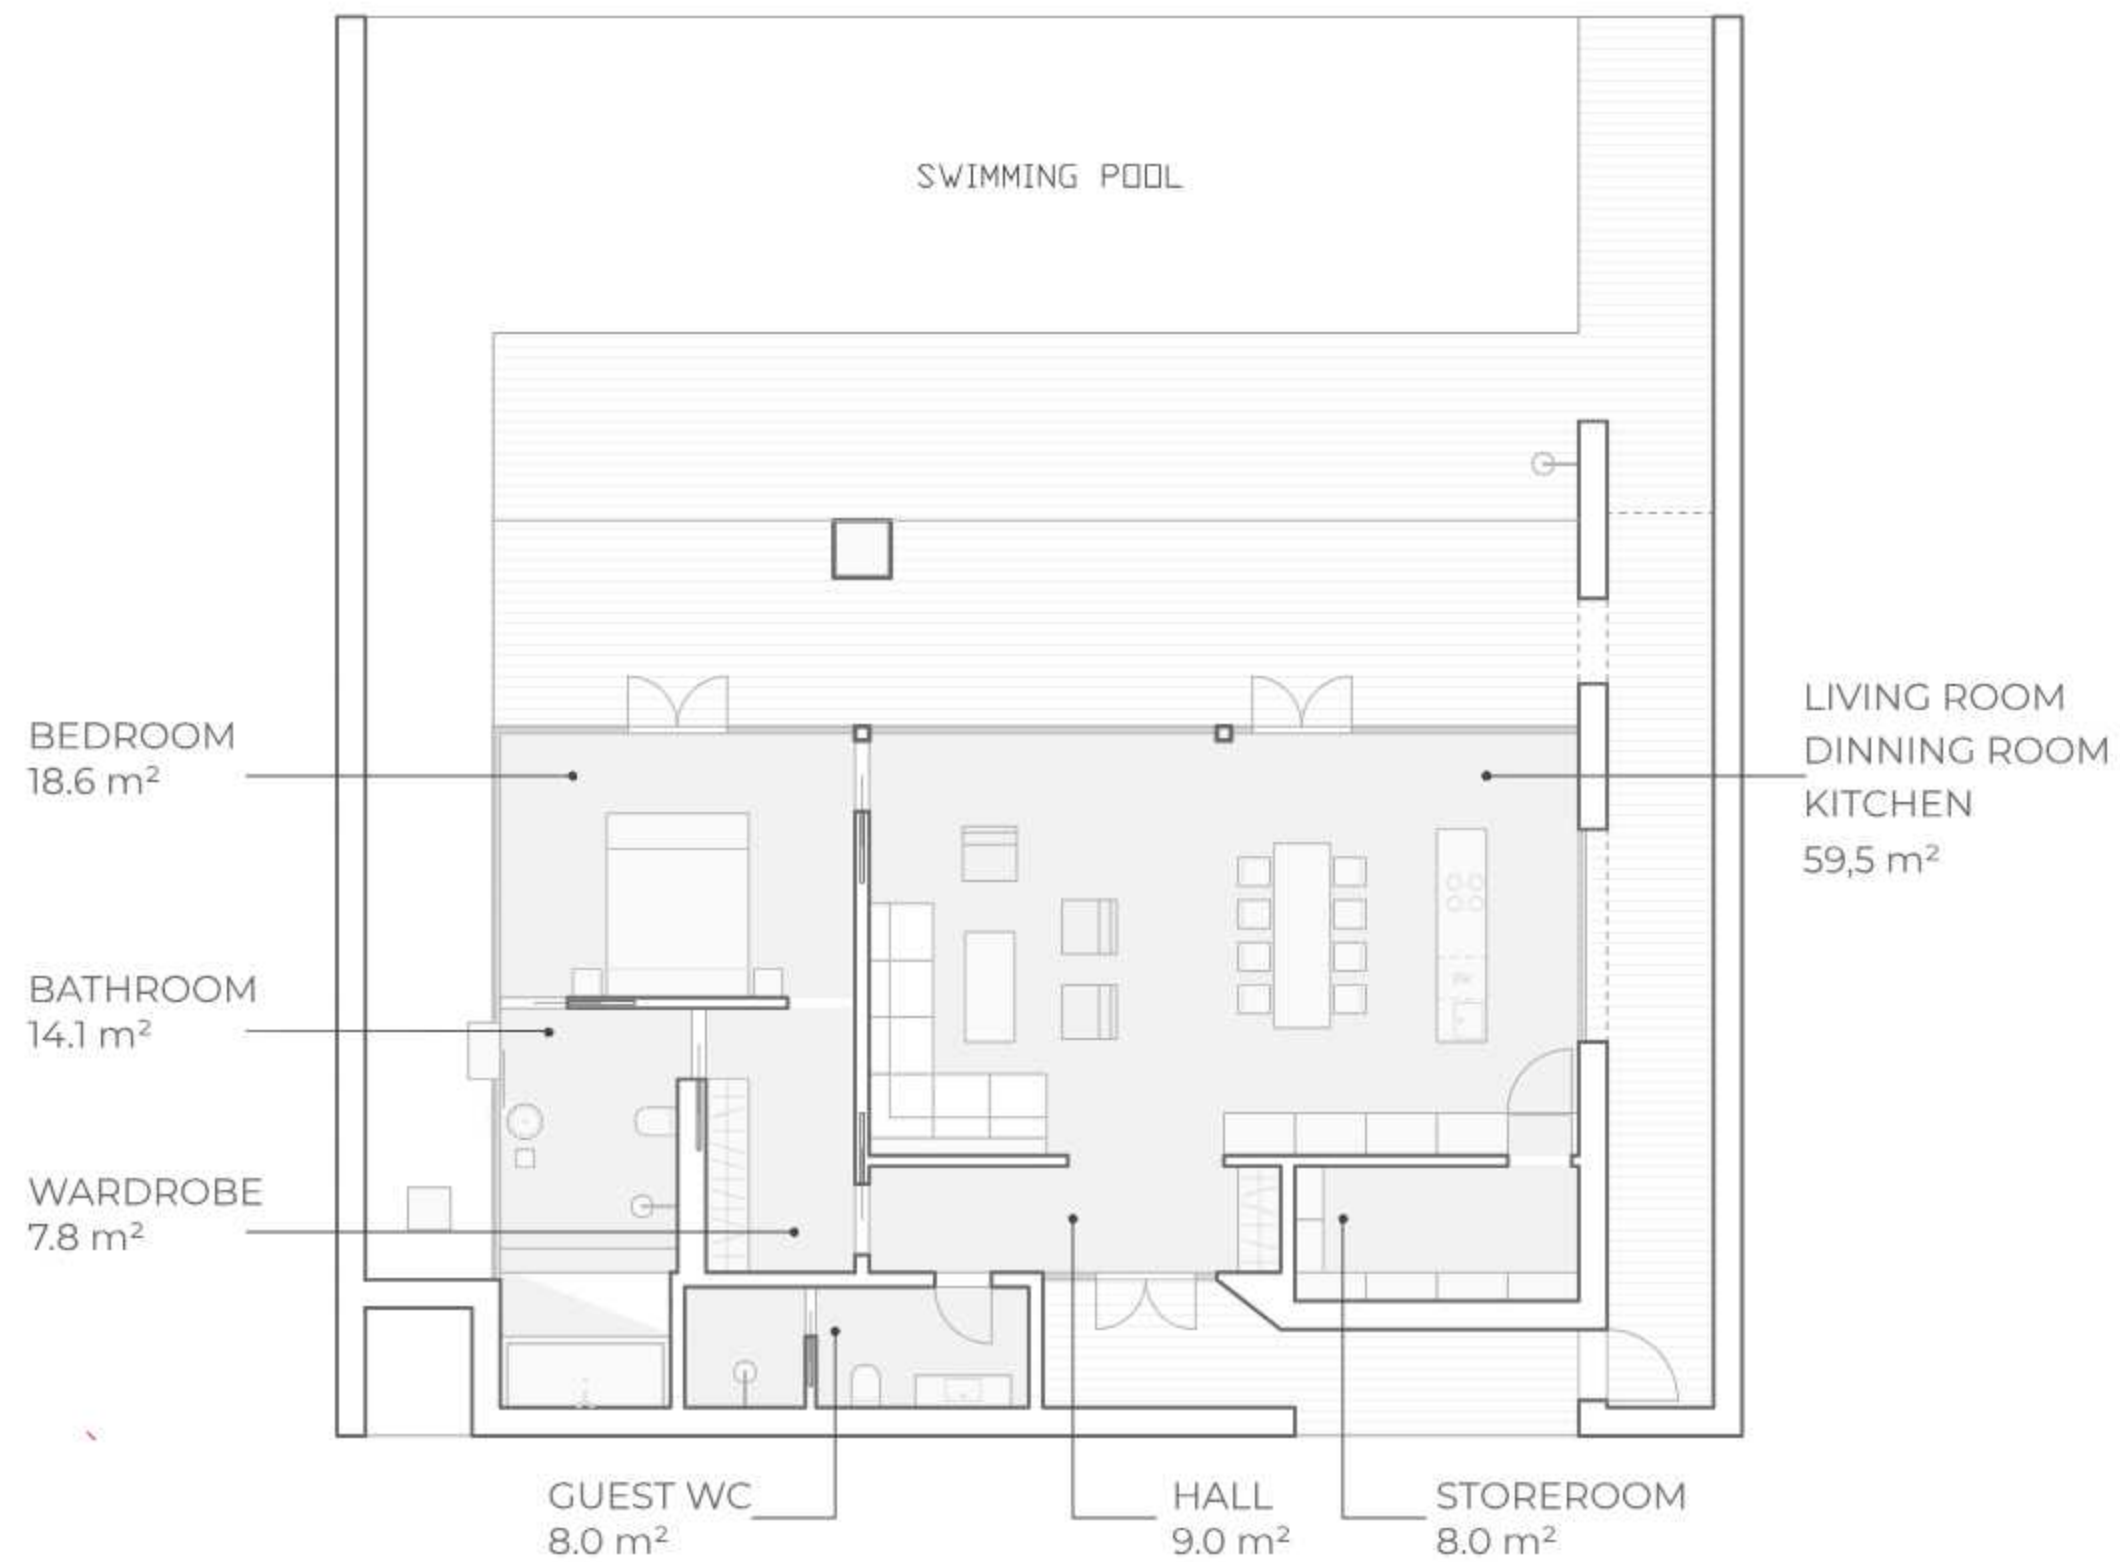 SWIMMING POOL
BEDROOM
18.6 m²
BATHROOM
14.1 m²
WARDROBE
7.8 m²
LIVING ROOM
DINNING ROOM
KITCHEN
59,5 m²
GUEST WC
8.0 m²
HALL
9.0 m²
STOREROOM
8.0 m²